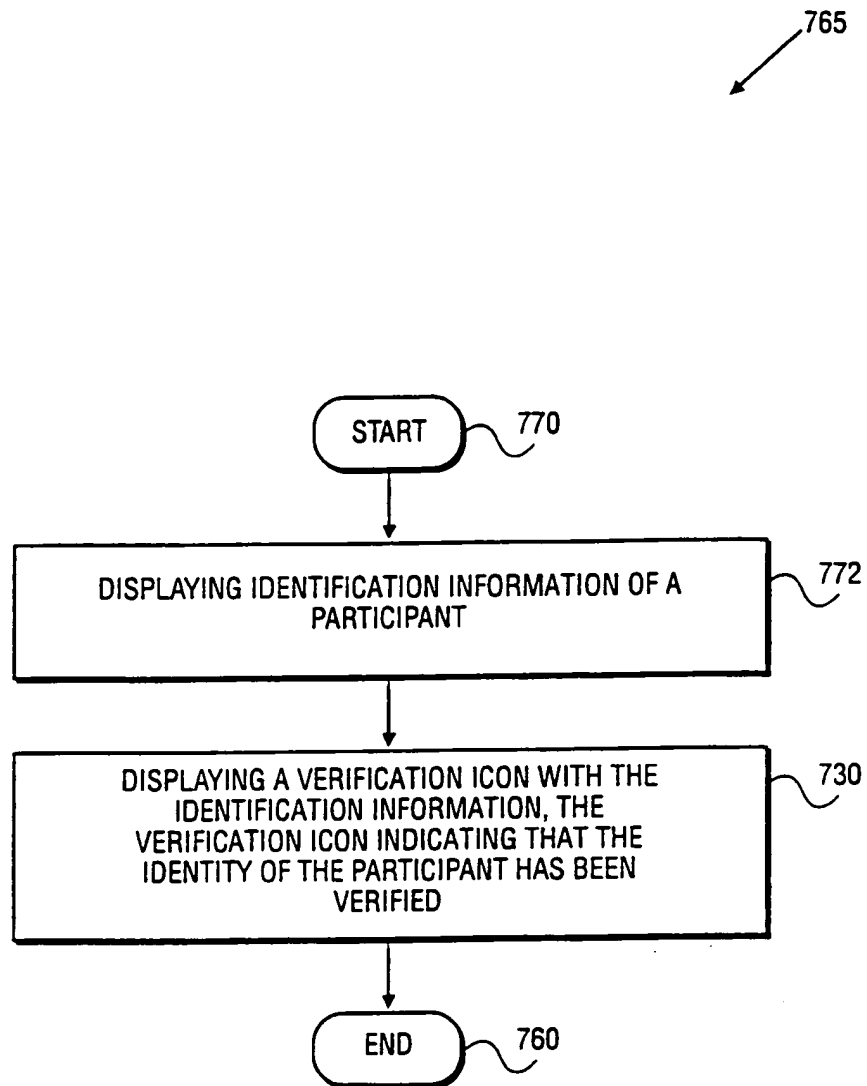 765
START
770
DISPLAYING IDENTIFICATION INFORMATION OF A
PARTICIPANT
772
DISPLAYING A VERIFICATION ICON WITH THE
IDENTIFICATION INFORMATION, THE
VERIFICATION ICON INDICATING THAT THE
IDENTITY OF THE PARTICIPANT HAS BEEN
VERIFIED
730
END
760